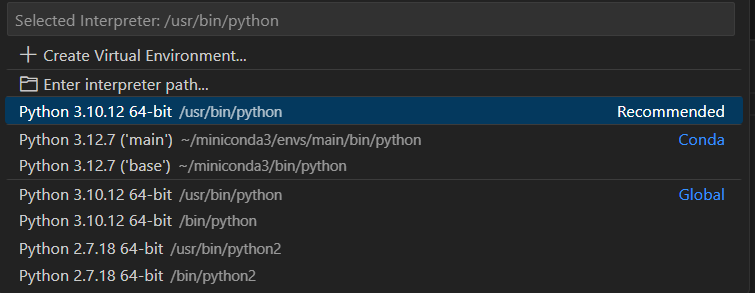 Selected Interpreter: /usr/bin/python
Create Virtual Environment...
Enter interpreter path...
Python 3.10.12 64-bit /usr/bin/python Recommended
Python 3.12.7 ('main') ~/miniconda3/envs/main/bin/python Conda
Python 3.12.7 ('base') ~/miniconda3/bin/python
Python 3.10.12 64-bit /usr/bin/python Global
Python 3.10.12 64-bit /bin/python
Python 2.7.18 64-bit /usr/bin/python2
Python 2.7.18 64-bit /bin/python2